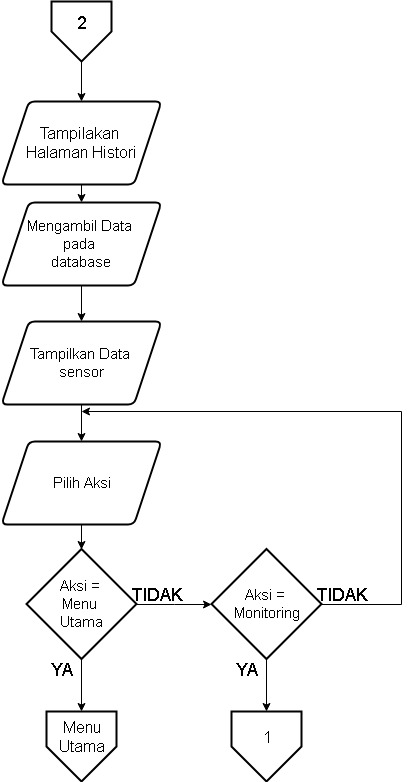 2
Tampilakan
Halaman Histori
Mengambil Data
pada
database
Tampilkan Data
sensor
Pilih Aksi
Aksi =
Menu
Utama
TIDAK
Aksi =
Monitoring
TIDAK
YA
YA
Menu
Utama
1